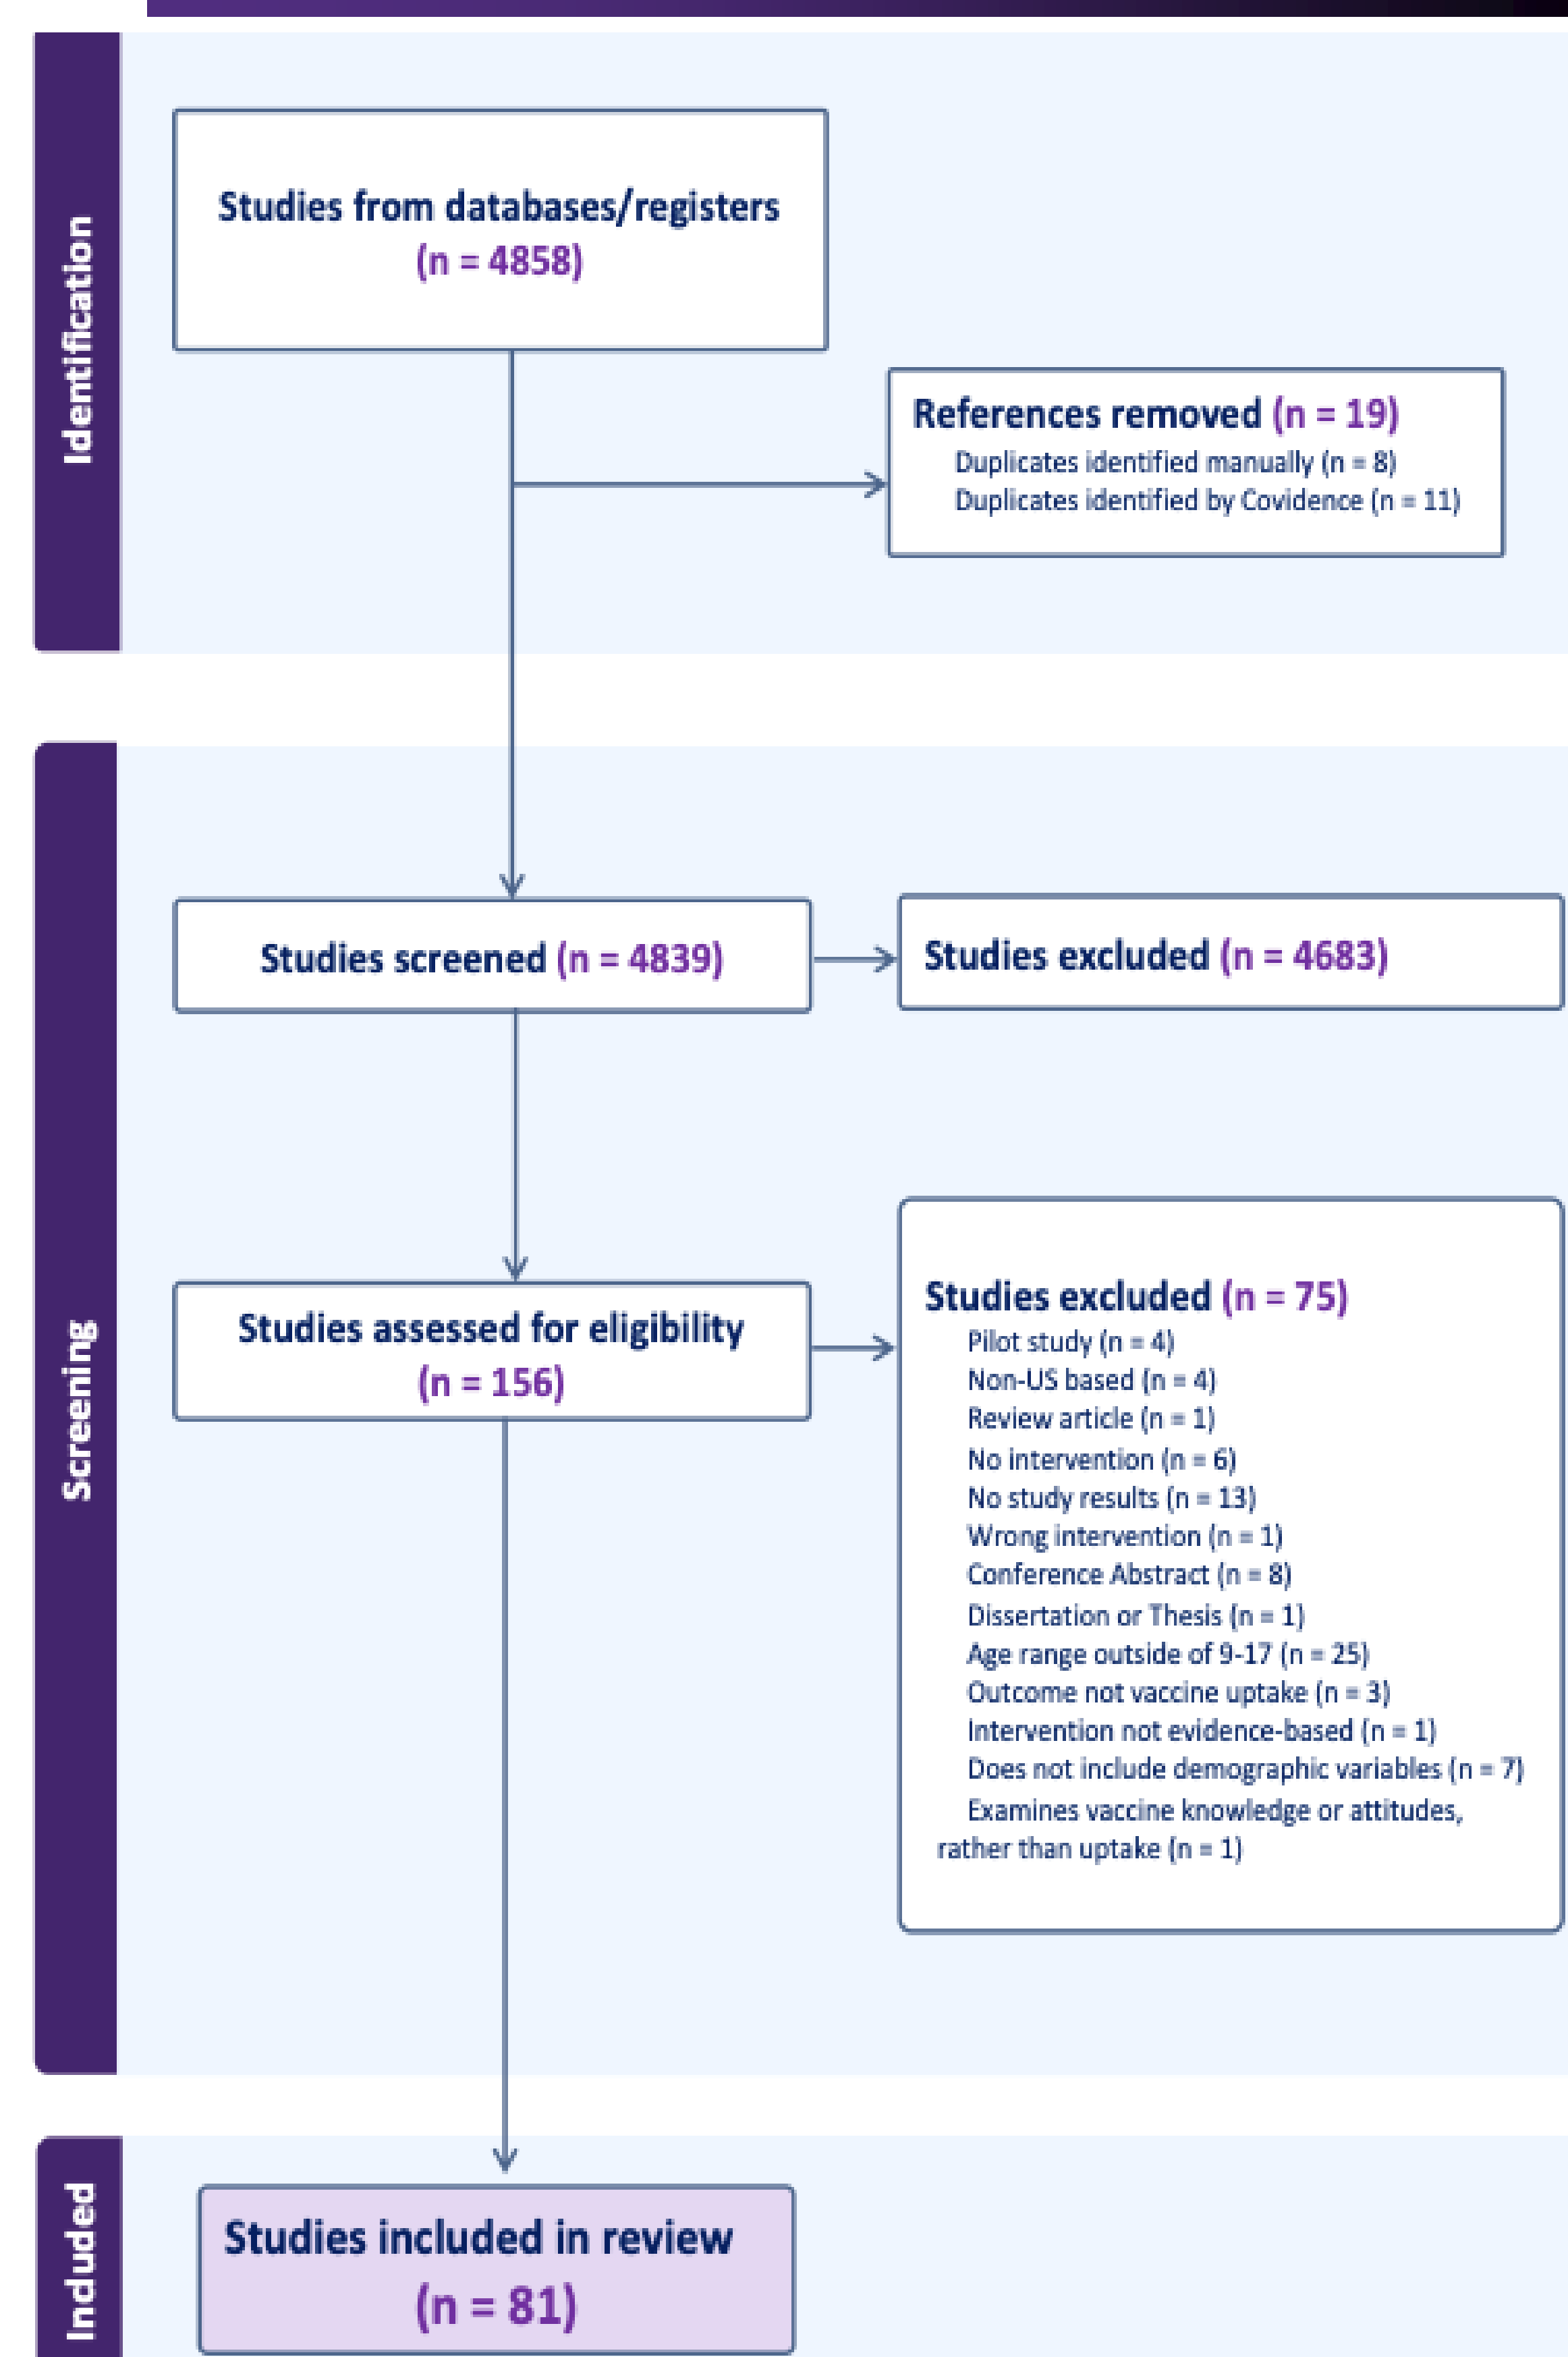 Identification
Studies from databases/registers
(n = 4858)
References removed (n = 19)
Duplicates identified manually (n = 8)
Duplicates identified by Covidence (n = 11)
Screening
Studies screened (n = 4839)
Studies excluded (n = 4683)
Studies assessed for eligibility
(n = 156)
Studies excluded (n = 75)
Pilot study (n = 4)
Non-US based (n = 4)
Review article (n = 1)
No intervention (n = 6)
No study results (n = 13)
Wrong intervention (n = 1)
Conference Abstract (n = 8)
Dissertation or Thesis (n = 1)
Age range outside of 9-17 (n = 25)
Outcome not vaccine uptake (n = 3)
Intervention not evidence-based (n = 1)
Does not include demographic variables (n = 7)
Examines vaccine knowledge or attitudes,
rather than uptake (n = 1)
Included
Studies included in review
(n = 81)